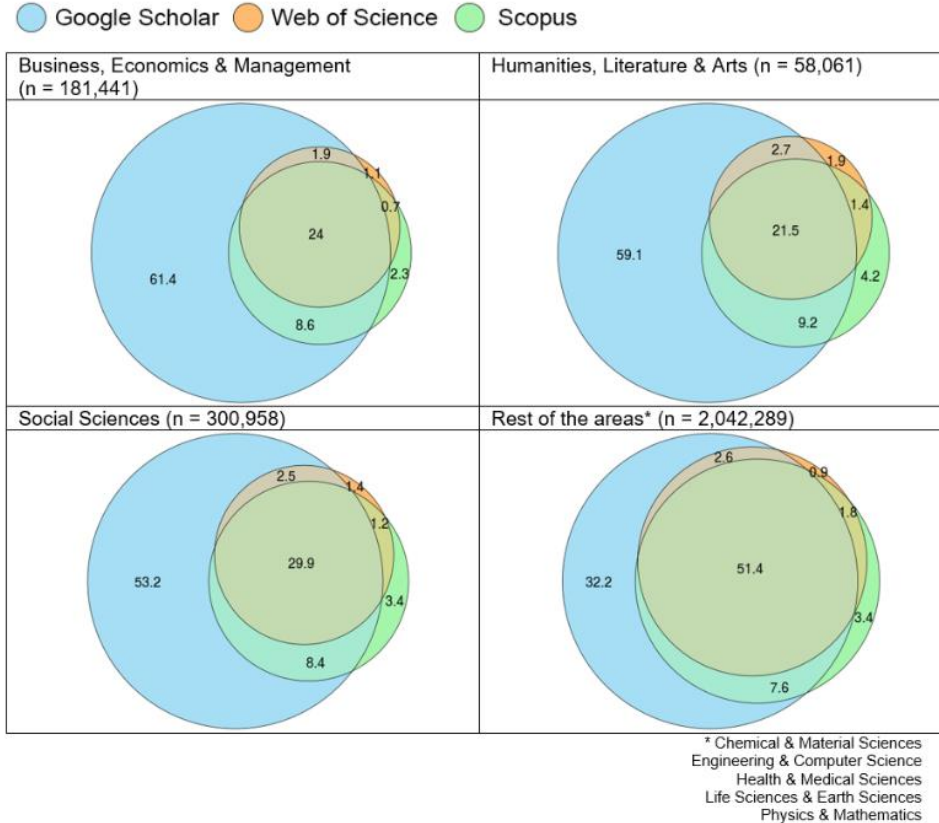 Google Scholar Web of Science Scopus
Business, Economics & Management
(n = 181,441)
1.9
1.1
0.7
24
61.4
2.3
8.6
Humanities, Literature & Arts (n = 58,061)
2.7
1.9
1.4
21.5
59.1
4.2
9.2
Social Sciences (n = 300,958)
2.5
1.4
1.2
29.9
53.2
3.4
8.4
Rest of the areas* (n = 2,042,289)
2.6
0.9
1.8
51.4
32.2
3.4
7.6
* Chemical & Material Sciences
Engineering & Computer Science
Health & Medical Sciences
Life Sciences & Earth Sciences
Physics & Mathematics